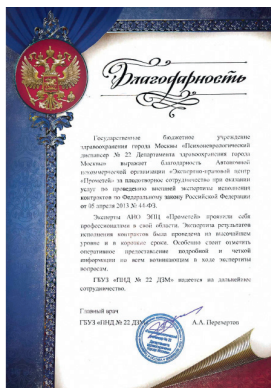 Благодарность
Государственное бюджетное учреждение
здравоохранения города Москвы «Психоневрологический
диспансер № 22 Департамента здравоохранения города
Москвы» выражает благодарность Автономной
некоммерческой организации «Экспертно-правовой центр
«Прометей» за плодотворное сотрудничество при оказании
услуг по проведению внешней экспертизы исполнения
контрактов по Федеральному закону Российской Федерации
от 05 апреля 2013 № 44-ФЗ.
Эксперты АНО ЭПЦ «Прометей» проявили себя
профессионалами в своей области. Экспертиза результатов
исполнения контрактов была проведена на высочайшем
уровне и в короткие сроки. Особенно стоит отметить
оперативное предоставление подробной и четкой
информации по всем возникающим в ходе экспертизы
вопросам.
ГБУЗ «ПНД № 22 ДЗМ» надеется на дальнейшее
сотрудничество.
Главный врач
ГБУЗ «ПНД № 22 ДЗМ» А.А. Перехертов